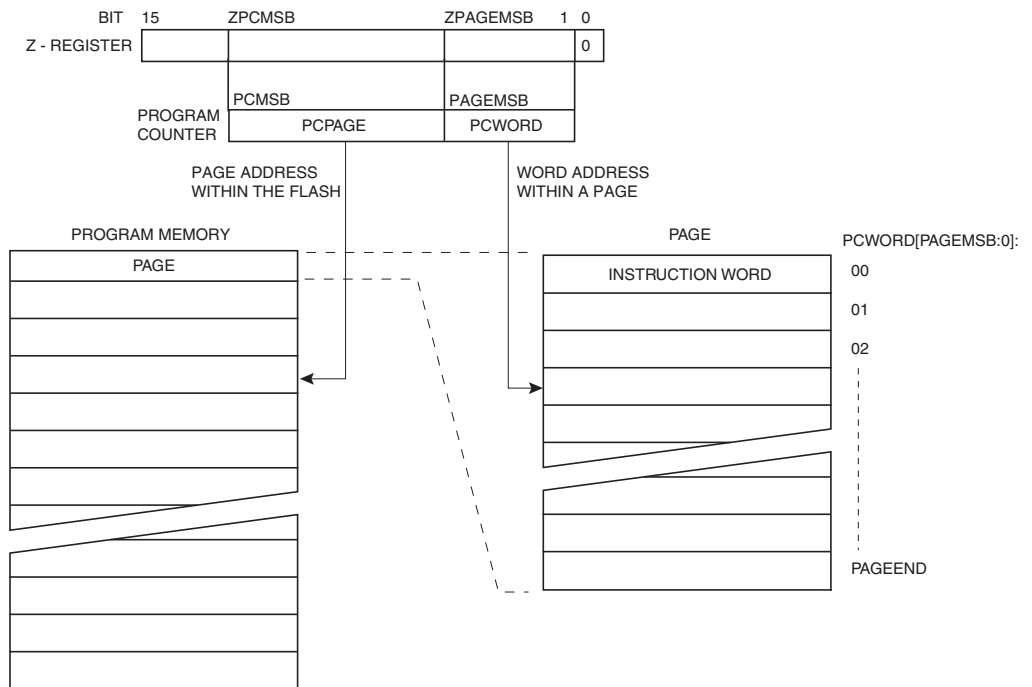 BIT 15 ZPCMSB ZPAGEMSB 1 0
Z - REGISTER 0
PCMSB PAGEMSB
PROGRAM
COUNTER
PCPAGE PCWORD
PAGE ADDRESS
WITHIN THE FLASH
WORD ADDRESS
WITHIN A PAGE
PROGRAM MEMORY
PAGE
PAGE
PCWORD[PAGEMSB:0]:
INSTRUCTION WORD
00
01
02
PAGEEND